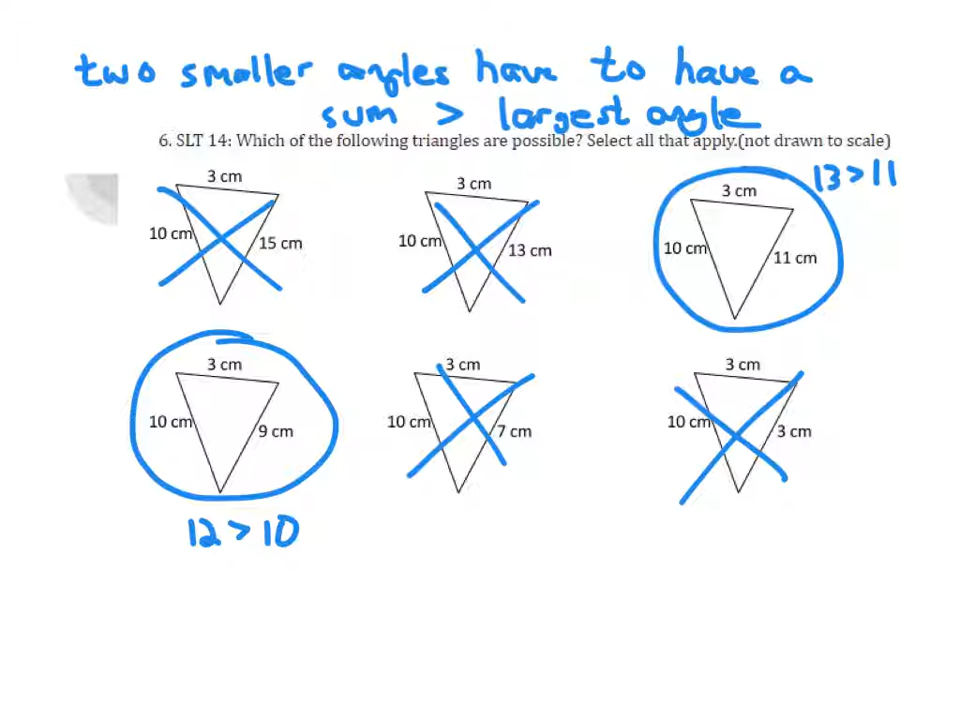 two smaller angles have to have a
sum > largest angle
6. SLT 14: Which of the following triangles are possible? Select all that apply.(not drawn to scale)
3 cm
10 cm
15 cm
3 cm
10 cm
13 cm
13 > 11
3 cm
10 cm
11 cm
3 cm
10 cm
9 cm
12 > 10
3 cm
10 cm
7 cm
3 cm
10 cm
3 cm